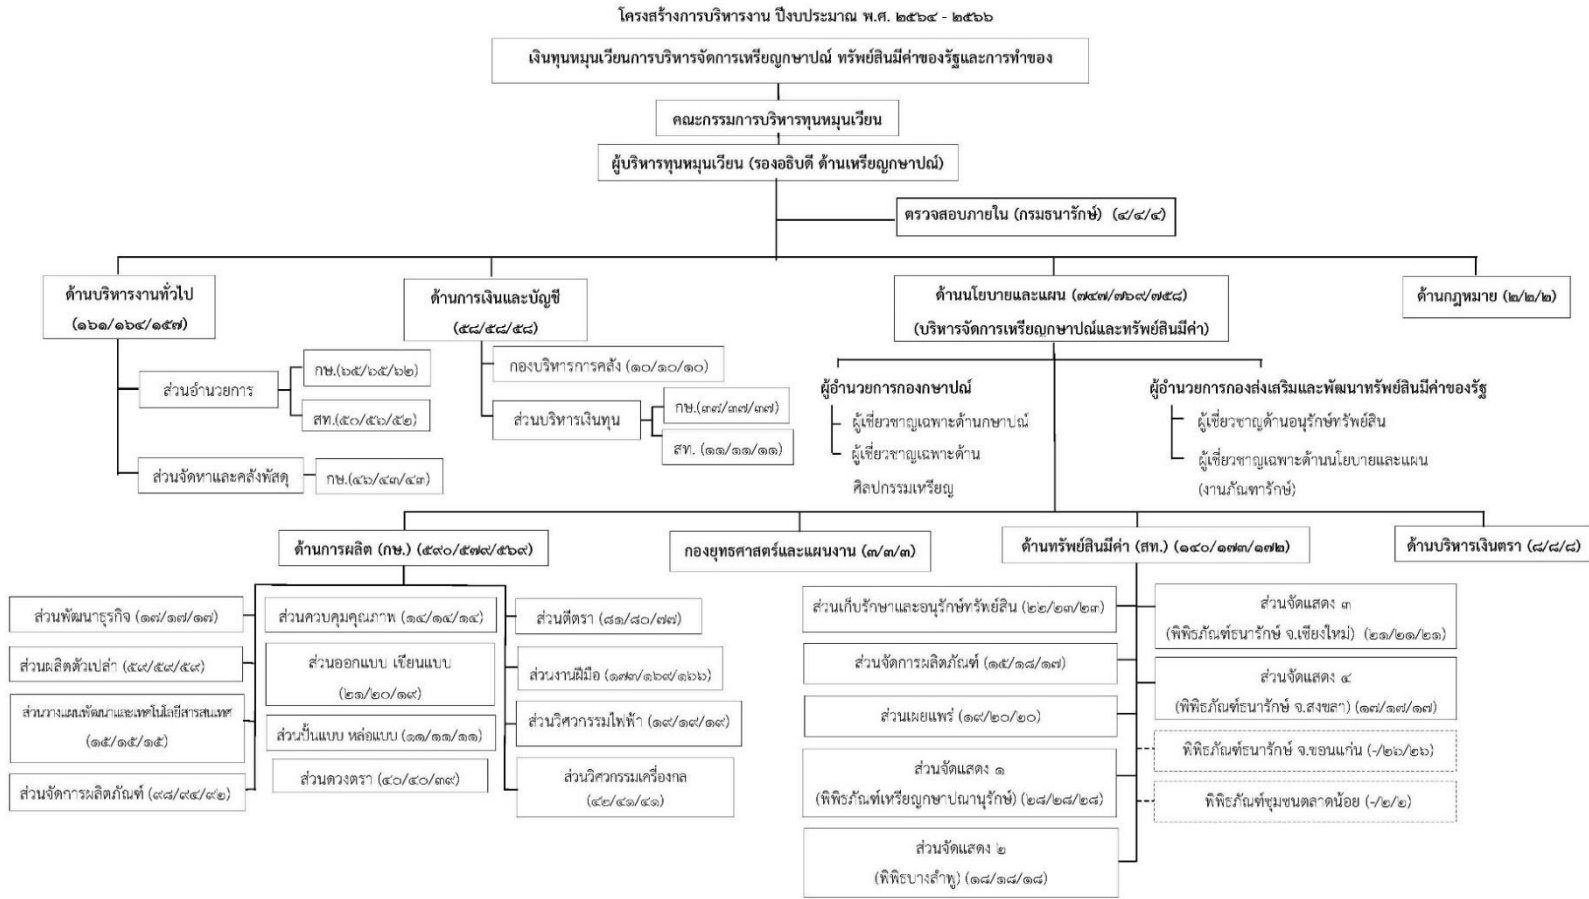 โครงสร้างการบริหารงาน ปีงบประมาณ พ.ศ. ๒๕๖๔ - ๒๕๖๖
เงินทุนหมุนเวียนการบริหารจัดการเหรียญกษาปณ์ ทรัพย์สินมีค่าของรัฐและการทำของ
คณะกรรมการบริหารทุนหมุนเวียน
ผู้บริหารทุนหมุนเวียน (รองอธิบดี ด้านเหรียญกษาปณ์)
ตรวจสอบภายใน (กรมธนารักษ์) (๔/๔/๔)
ด้านบริหารงานทั่วไป
(๑๖๑/๑๖๔/๑๕๗)
ด้านการเงินและบัญชี
(๕๘/๕๘/๕๘)
ด้านนโยบายและแผน (๗๔๗/๗๖๙/๗๕๘)
(บริหารจัดการเหรียญกษาปณ์และทรัพย์สินมีค่า)
ด้านกฎหมาย (๒/๒/๒)
ส่วนอำนวยการ
กษ.(๖๕/๖๕/๖๒)
สท.(๕๐/๕๖/๕๒)
ส่วนจัดหาและคลังพัสดุ
กษ.(๔๖/๔๓/๔๓)
กองบริหารการคลัง (๑๐/๑๐/๑๐)
ส่วนบริหารเงินทุน
กษ.(๓๗/๓๗/๓๗)
สท. (๑๑/๑๑/๑๑)
ผู้อำนวยการกองกษาปณ์
ผู้เชี่ยวชาญเฉพาะด้านกษาปณ์
ผู้เชี่ยวชาญเฉพาะด้าน
ศิลปกรรมเหรียญ
ผู้อำนวยการกองส่งเสริมและพัฒนาทรัพย์สินมีค่าของรัฐ
ผู้เชี่ยวชาญด้านอนุรักษ์ทรัพย์สิน
ผู้เชี่ยวชาญเฉพาะด้านนโยบายและแผน
(งานภัณฑารักษ์)
ด้านการผลิต (กษ.) (๕๙๐/๕๗๙/๕๖๙)
กองยุทธศาสตร์และแผนงาน (๓/๓/๓)
ด้านทรัพย์สินมีค่า (สท.) (๑๔๐/๑๗๓/๑๗๒)
ด้านบริหารเงินตรา (๘/๘/๘)
ส่วนพัฒนาธุรกิจ (๑๗/๑๗/๑๗)
ส่วนผลิตตัวเปล่า (๕๙/๕๙/๕๙)
ส่วนวางแผนพัฒนาและเทคโนโลยีสารสนเทศ
(๑๕/๑๕/๑๕)
ส่วนจัดการผลิตภัณฑ์ (๙๘/๙๔/๙๒)
ส่วนควบคุมคุณภาพ (๑๔/๑๔/๑๔)
ส่วนออกแบบ เขียนแบบ
(๒๑/๒๐/๑๙)
ส่วนปั้นแบบ หล่อแบบ (๑๑/๑๑/๑๑)
ส่วนดวงตรา (๔๐/๔๐/๓๙)
ส่วนตีตรา (๘๑/๘๐/๗๗)
ส่วนงานฝีมือ (๑๗๓/๑๖๙/๑๖๖)
ส่วนวิศวกรรมไฟฟ้า (๑๙/๑๙/๑๙)
ส่วนวิศวกรรมเครื่องกล
(๔๒/๔๑/๔๑)
ส่วนเก็บรักษาและอนุรักษ์ทรัพย์สิน (๒๒/๒๓/๒๓)
ส่วนจัดการผลิตภัณฑ์ (๑๕/๑๘/๑๗)
ส่วนเผยแพร่ (๑๙/๒๐/๒๐)
ส่วนจัดแสดง ๑
(พิพิธภัณฑ์เหรียญกษาปณานุรักษ์) (๒๘/๒๘/๒๘)
ส่วนจัดแสดง ๒
(พิพิธบางลำพู) (๑๘/๑๘/๑๘)
ส่วนจัดแสดง ๓
(พิพิธภัณฑ์ธนารักษ์ จ.เชียงใหม่) (๒๑/๒๑/๒๑)
ส่วนจัดแสดง ๔
(พิพิธภัณฑ์ธนารักษ์ จ.สงขลา) (๑๗/๑๗/๑๗)
พิพิธภัณฑ์ธนารักษ์ จ.ขอนแก่น (-/๒๖/๒๖)
พิพิธภัณฑ์ชุมชนตลาดน้อย (-/๒/๒)